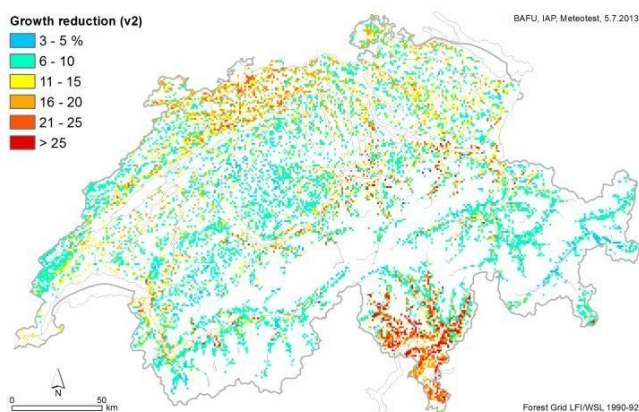 Growth reduction (v2)
BAFU, IAP, Meteotest, 5.7.2013
3 - 5 %
6 - 10
11 - 15
16 - 20
21 - 25
> 25
N
0 50
km
Forest Grid LFI/WSL 1990-92